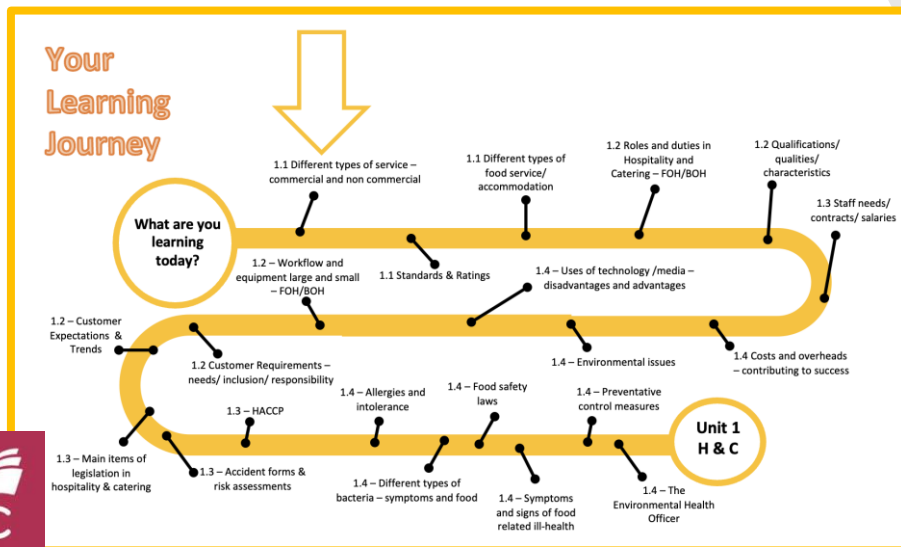 Your
Learning
Journey
1.1 Different types of service –
commercial and non commercial
1.1 Different types of
food service/
accommodation
1.2 Roles and duties in
Hospitality and
Catering – FOH/BOH
1.2 Qualifications/
qualities/
characteristics
1.3 Staff needs/
contracts/ salaries
What are you
learning
today?
1.2 – Workflow and
equipment large and small
– FOH/BOH
1.1 Standards & Ratings
1.4 – Uses of technology /media –
disadvantages and advantages
1.2 – Customer
Expectations &
Trends
1.2 Customer Requirements –
needs/ inclusion/ responsibility
1.4 – Environmental issues
1.4 Costs and overheads
– contributing to success
1.3 – HACCP
1.4 – Allergies and
intolerance
1.4 – Food safety
laws
1.4 – Preventative
control measures
Unit 1
H & C
1.3 – Main items of
legislation in
hospitality & catering
1.3 – Accident forms &
risk assessments
1.4 – Different types of
bacteria – symptoms and food
1.4 – Symptoms
and signs of food
related ill-health
1.4 – The
Environmental Health
Officer
C